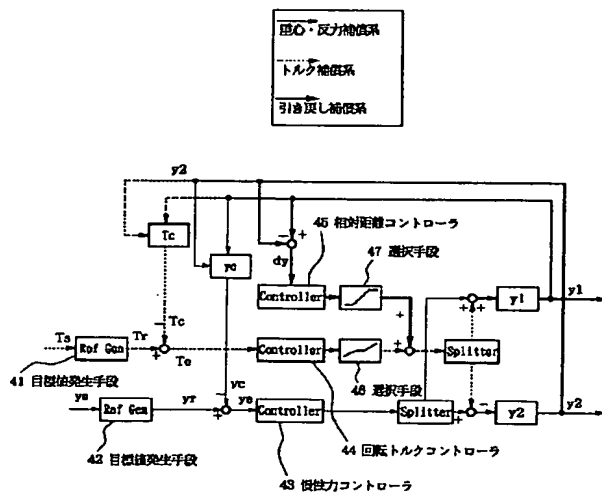 重心・反力補償系
トルク補償系
引き戻し補償系
y2
Tc
yc
dy
45 相対距離コントローラ
47 選択手段
Controller
y1
y1
Ts
Ref Gen
Tr
Tc
Te
Controller
Splitter
41 目標値発生手段
46 選択手段
ys
Ref Gen
yr
yc
ye
Controller
Splitter
y2
y2
42 目標値発生手段
44 回転トルクコントローラ
43 慣性力コントローラ